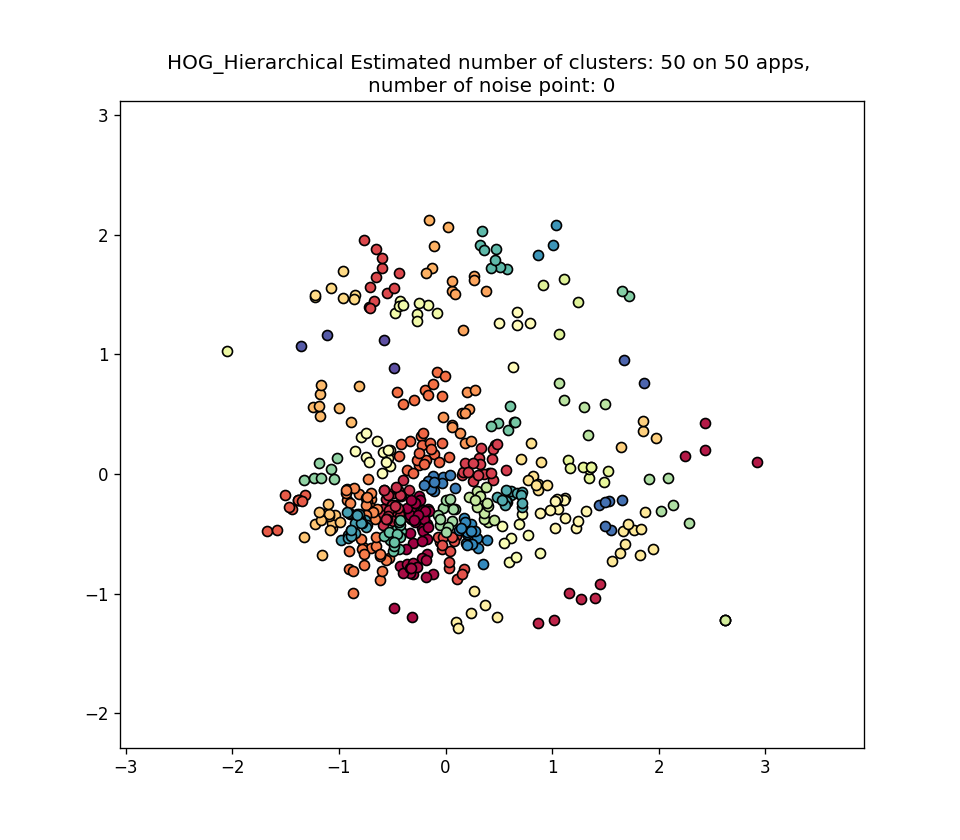 HOG_Hierarchical Estimated number of clusters: 50 on 50 apps,
number of noise point: 0
3
2
1
0
−1
−2
−3 −2 −1 0 1 2 3